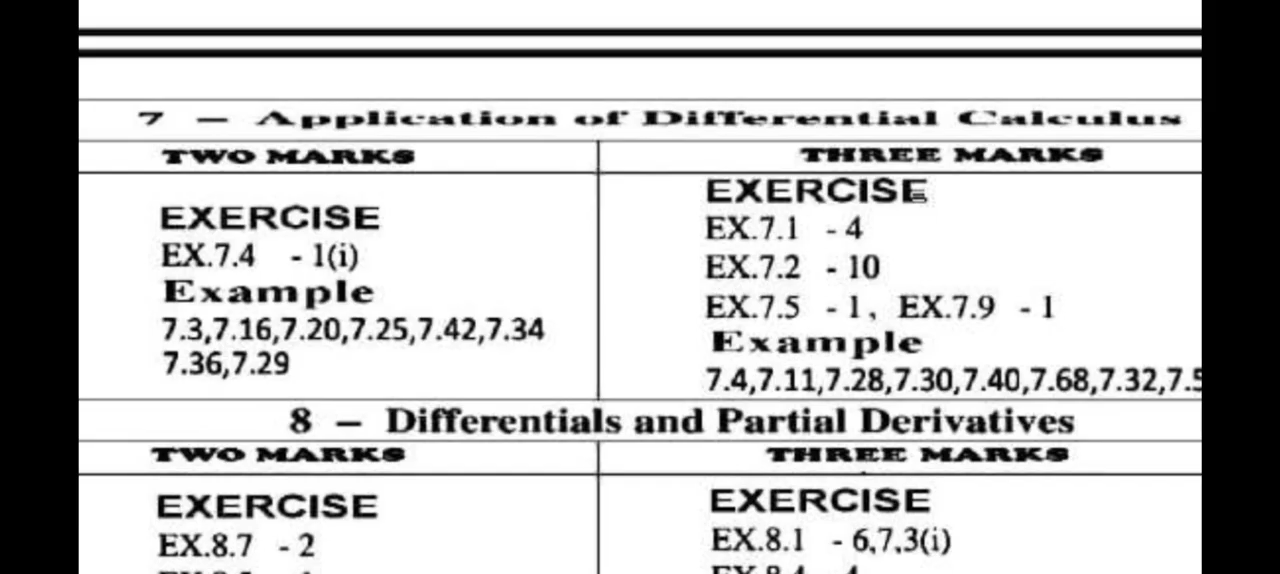 7 – Application of Differential Calculus
TWO MARKS
EXERCISE
EX.7.4 - 1(i)
Example
7.3,7.16,7.20,7.25,7.42,7.34
7.36,7.29
THREE MARKS
EXERCISE
EX.7.1 - 4
EX.7.2 - 10
EX.7.5 - 1, EX.7.9 - 1
Example
7.4,7.11,7.28,7.30,7.40,7.68,7.32,7.5
8 – Differentials and Partial Derivatives
TWO MARKS
EXERCISE
EX.8.7 - 2
THREE MARKS
EXERCISE
EX.8.1 - 6,7,3(i)